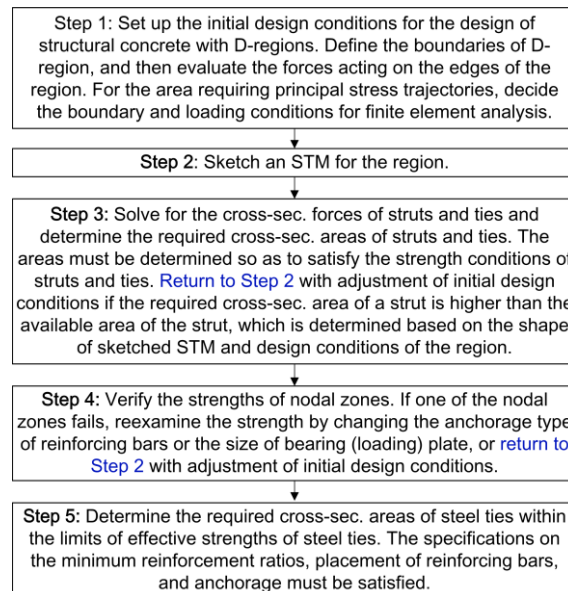 Step 1: Set up the initial design conditions for the design of
structural concrete with D-regions. Define the boundaries of D-
region, and then evaluate the forces acting on the edges of the
region. For the area requiring principal stress trajectories, decide
the boundary and loading conditions for finite element analysis.
Step 2: Sketch an STM for the region.
Step 3: Solve for the cross-sec. forces of struts and ties and
determine the required cross-sec. areas of struts and ties. The
areas must be determined so as to satisfy the strength conditions of
struts and ties. Return to Step 2 with adjustment of initial design
conditions if the required cross-sec. area of a strut is higher than the
available area of the strut, which is determined based on the shape
of sketched STM and design conditions of the region.
Step 4: Verify the strengths of nodal zones. If one of the nodal
zones fails, reexamine the strength by changing the anchorage type
of reinforcing bars or the size of bearing (loading) plate, or return to
Step 2 with adjustment of initial design conditions.
Step 5: Determine the required cross-sec. areas of steel ties within
the limits of effective strengths of steel ties. The specifications on
the minimum reinforcement ratios, placement of reinforcing bars,
and anchorage must be satisfied.